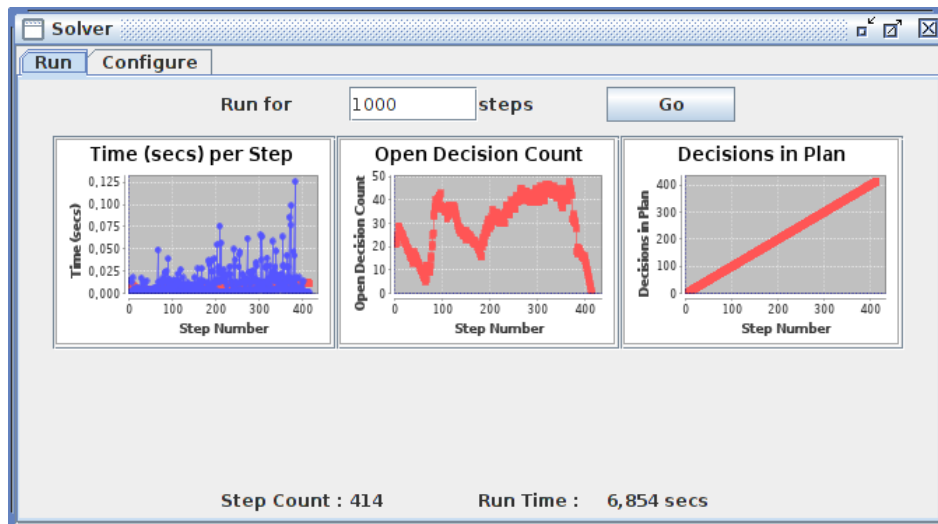 Solver
Run Configure
Run for 1000 steps Go
Time (secs) per Step
Time (secs)
0,125
0,100
0,075
0,050
0,025
0,000
0 100 200 300 400
Step Number
Open Decision Count
Open Decision Count
50
40
30
20
10
0
0 100 200 300 400
Step Number
Decisions in Plan
Decisions in Plan
400
300
200
100
0
0 100 200 300 400
Step Number
Step Count : 414 Run Time : 6,854 secs